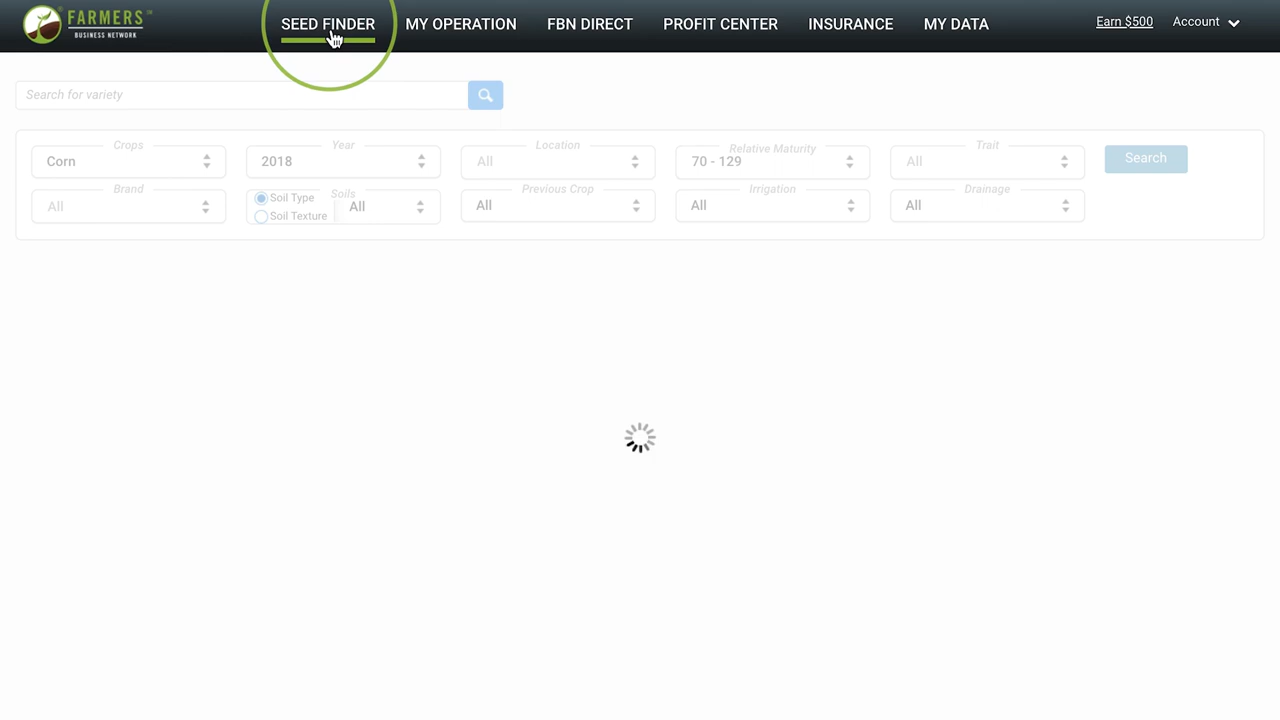 FARMERS
BUSINESS NETWORK
SEED FINDER MY OPERATION FBN DIRECT PROFIT CENTER INSURANCE MY DATA Earn $500 Account
Search for variety
Crops Year Location Relative Maturity Trait
Corn 2018 All 70 - 129 All Search
Brand Soils Previous Crop Irrigation Drainage
All Soil Type All All All All
Soil Texture